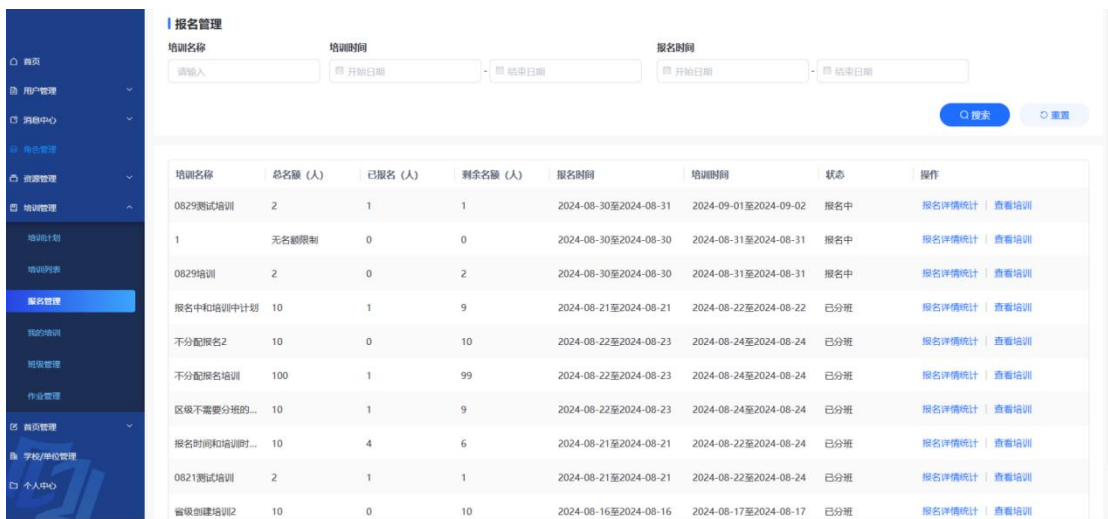 首页
用户管理
消息中心
角色管理
资源管理
培训管理
培训计划
培训列表
报名管理
我的培训
班级管理
作业管理
首页管理
学校/单位管理
个人中心
报名管理
培训名称 培训时间 报名时间
请输入 开始日期 - 结束日期 开始日期 - 结束日期
搜索 重置
培训名称 总名额（人） 已报名（人） 剩余名额（人） 报名时间 培训时间 状态 操作
0829测试培训 2 1 1 2024-08-30至2024-08-31 2024-09-01至2024-09-02 报名中 报名详情统计 查看培训
1 无名额限制 0 0 2024-08-30至2024-08-30 2024-08-31至2024-08-31 报名中 报名详情统计 查看培训
0829培训 2 0 2 2024-08-30至2024-08-30 2024-08-31至2024-08-31 报名中 报名详情统计 查看培训
报名中和培训中计划 10 1 9 2024-08-21至2024-08-21 2024-08-22至2024-08-22 已分班 报名详情统计 查看培训
不分配报名2 10 0 10 2024-08-22至2024-08-23 2024-08-24至2024-08-24 已分班 报名详情统计 查看培训
不分配报名培训 100 1 99 2024-08-22至2024-08-23 2024-08-24至2024-08-24 已分班 报名详情统计 查看培训
区级不需要分班的... 10 1 9 2024-08-22至2024-08-23 2024-08-24至2024-08-24 已分班 报名详情统计 查看培训
报名时间和培训时... 10 4 6 2024-08-21至2024-08-21 2024-08-22至2024-08-24 已分班 报名详情统计 查看培训
0821测试培训 2 1 1 2024-08-21至2024-08-21 2024-08-22至2024-08-24 已分班 报名详情统计 查看培训
省级创建培训2 10 0 10 2024-08-16至2024-08-16 2024-08-17至2024-08-17 已分班 报名详情统计 查看培训